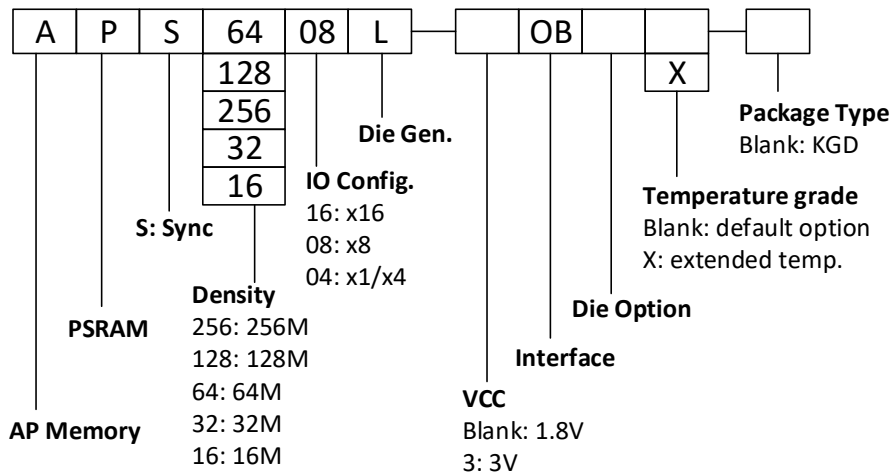 A P S 64 08 L OB
128 X
256
32
16
Die Gen.
Package Type
Blank: KGD
IO Config.
16: x16
08: x8
04: x1/x4
Temperature grade
Blank: default option
X: extended temp.
S: Sync
Density
256: 256M
128: 128M
64: 64M
32: 32M
16: 16M
Die Option
PSRAM
Interface
VCC
Blank: 1.8V
3: 3V
AP Memory